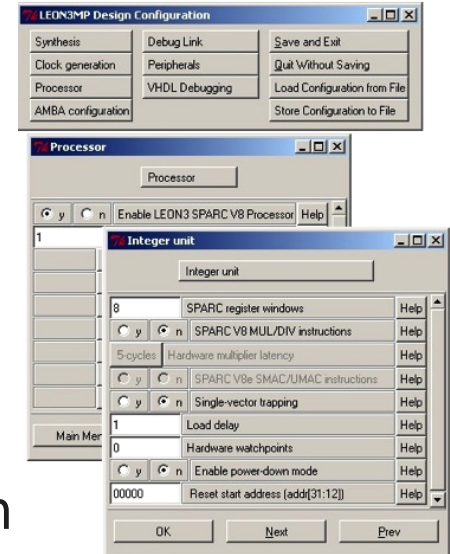 LEON3MP Design Configuration
Synthesis Debug Link Save and Exit
Clock generation Peripherals Quit Without Saving
Processor VHDL Debugging Load Configuration from File
AMBA configuration Store Configuration to File
Processor
Processor
y n Enable LEON3 SPARC V8 Processor Help
1
Integer unit
Integer unit
8 SPARC register windows Help
y n SPARC V8 MUL/DIV instructions Help
5-cycles Hardware multiplier latency Help
y n SPARC V8e SMAC/UMAC instructions Help
y n Single-vector trapping Help
1 Load delay Help
0 Hardware watchpoints Help
y n Enable power-down mode Help
00000 Reset start address (addr[31:12]) Help
Main Men
OK Next Prev
n